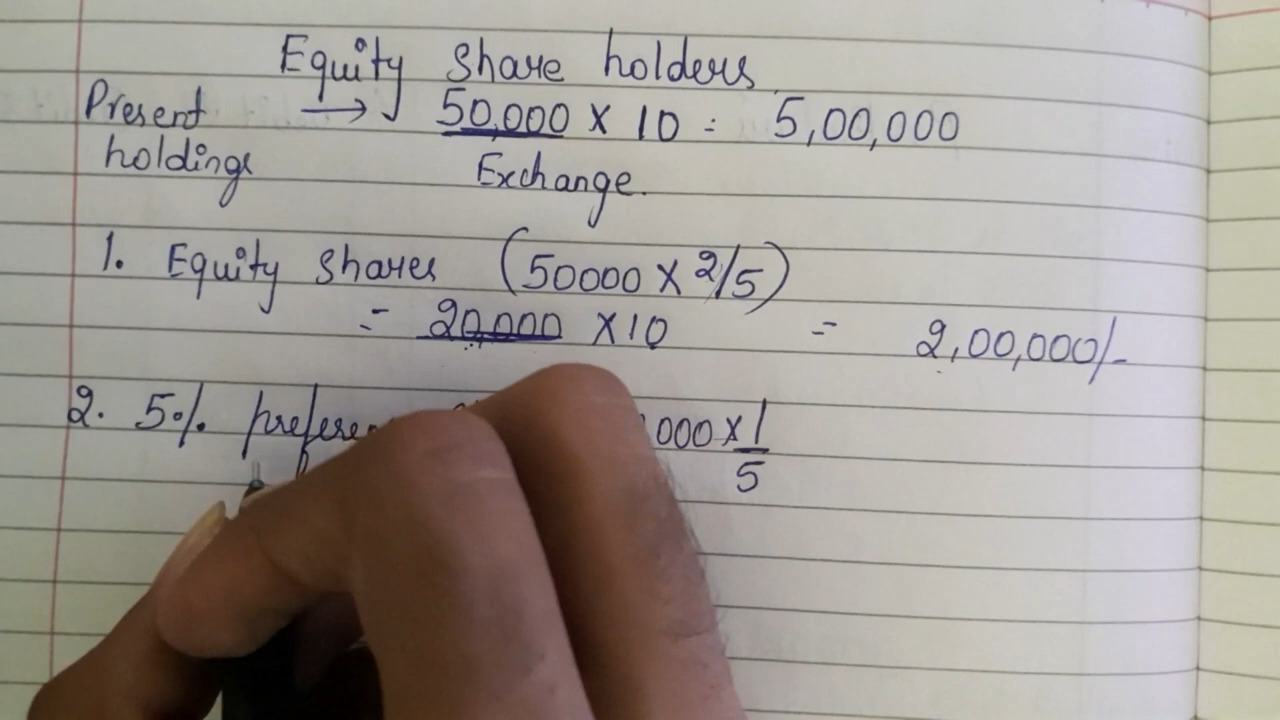 Equity share holders
Present → 50,000 X 10 = 5,00,000
holdings Exchange.
1. Equity shares (50000 X 2/5)
= 20,000 X10 = 2,00,000/-
2. 5% 000 X 1/5